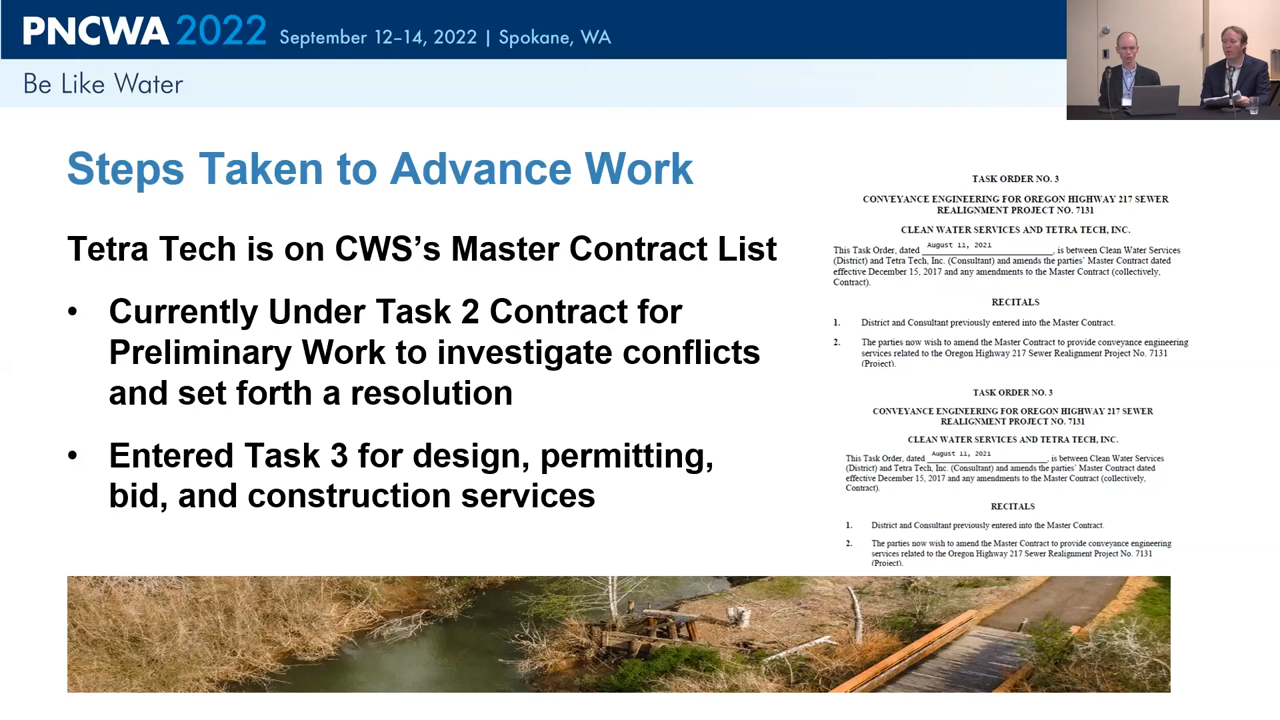 PNCWA 2022 September 12–14, 2022 | Spokane, WA
Be Like Water
Steps Taken to Advance Work
Tetra Tech is on CWS’s Master Contract List
• Currently Under Task 2 Contract for
Preliminary Work to investigate conflicts
and set forth a resolution
• Entered Task 3 for design, permitting,
bid, and construction services
TASK ORDER NO. 3
CONVEYANCE ENGINEERING FOR OREGON HIGHWAY 217 SEWER
REALIGNMENT PROJECT NO. 7131
CLEAN WATER SERVICES AND TETRA TECH, INC.
This Task Order, dated August 11, 2021, is between Clean Water Services
(District) and Tetra Tech, Inc. (Consultant) and amends the parties’ Master Contract dated
effective December 15, 2017 and any amendments to the Master Contract (collectively,
Contract).
RECITALS
1. District and Consultant previously entered into the Master Contract.
2. The parties now wish to amend the Master Contract to provide conveyance engineering
services related to the Oregon Highway 217 Sewer Realignment Project No. 7131
(Project).
TASK ORDER NO. 3
CONVEYANCE ENGINEERING FOR OREGON HIGHWAY 217 SEWER
REALIGNMENT PROJECT NO. 7131
CLEAN WATER SERVICES AND TETRA TECH, INC.
This Task Order, dated August 11, 2021, is between Clean Water Services
(District) and Tetra Tech, Inc. (Consultant) and amends the parties’ Master Contract dated
effective December 15, 2017 and any amendments to the Master Contract (collectively,
Contract).
RECITALS
1. District and Consultant previously entered into the Master Contract.
2. The parties now wish to amend the Master Contract to provide conveyance engineering
services related to the Oregon Highway 217 Sewer Realignment Project No. 7131
(Project).